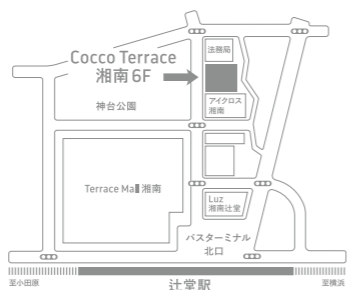 法務局
Cocco Terrace
湘南 6F
アイクロス
湘南
神台公園
Terrace Mall 湘南
Luz
湘南辻堂
バスターミナル
北口
至小田原
辻堂駅
至横浜